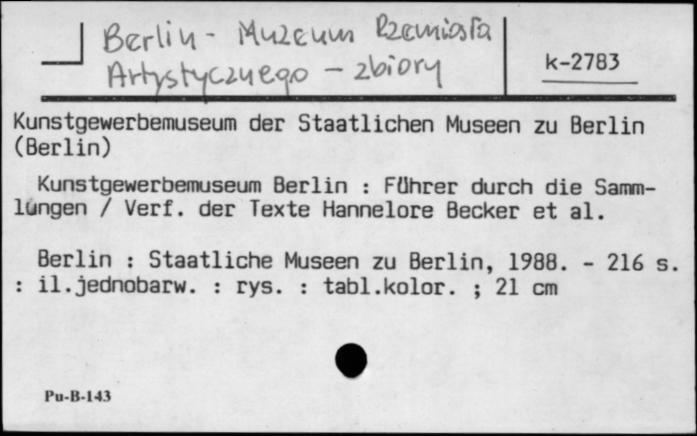 Berlin - Muzeum Rzemiosła
Artystycznego - zbiory
k-2783
Kunstgewerbemuseum der Staatlichen Museen zu Berlin
(Berlin)
Kunstgewerbemuseum Berlin : Führer durch die Samm-
lungen / Verf. der Texte Hannelore Becker et al.
Berlin : Staatliche Museen zu Berlin, 1988. - 216 s.
: il.jednobarw. : rys. : tabl.kolor. ; 21 cm
Pu-B-143